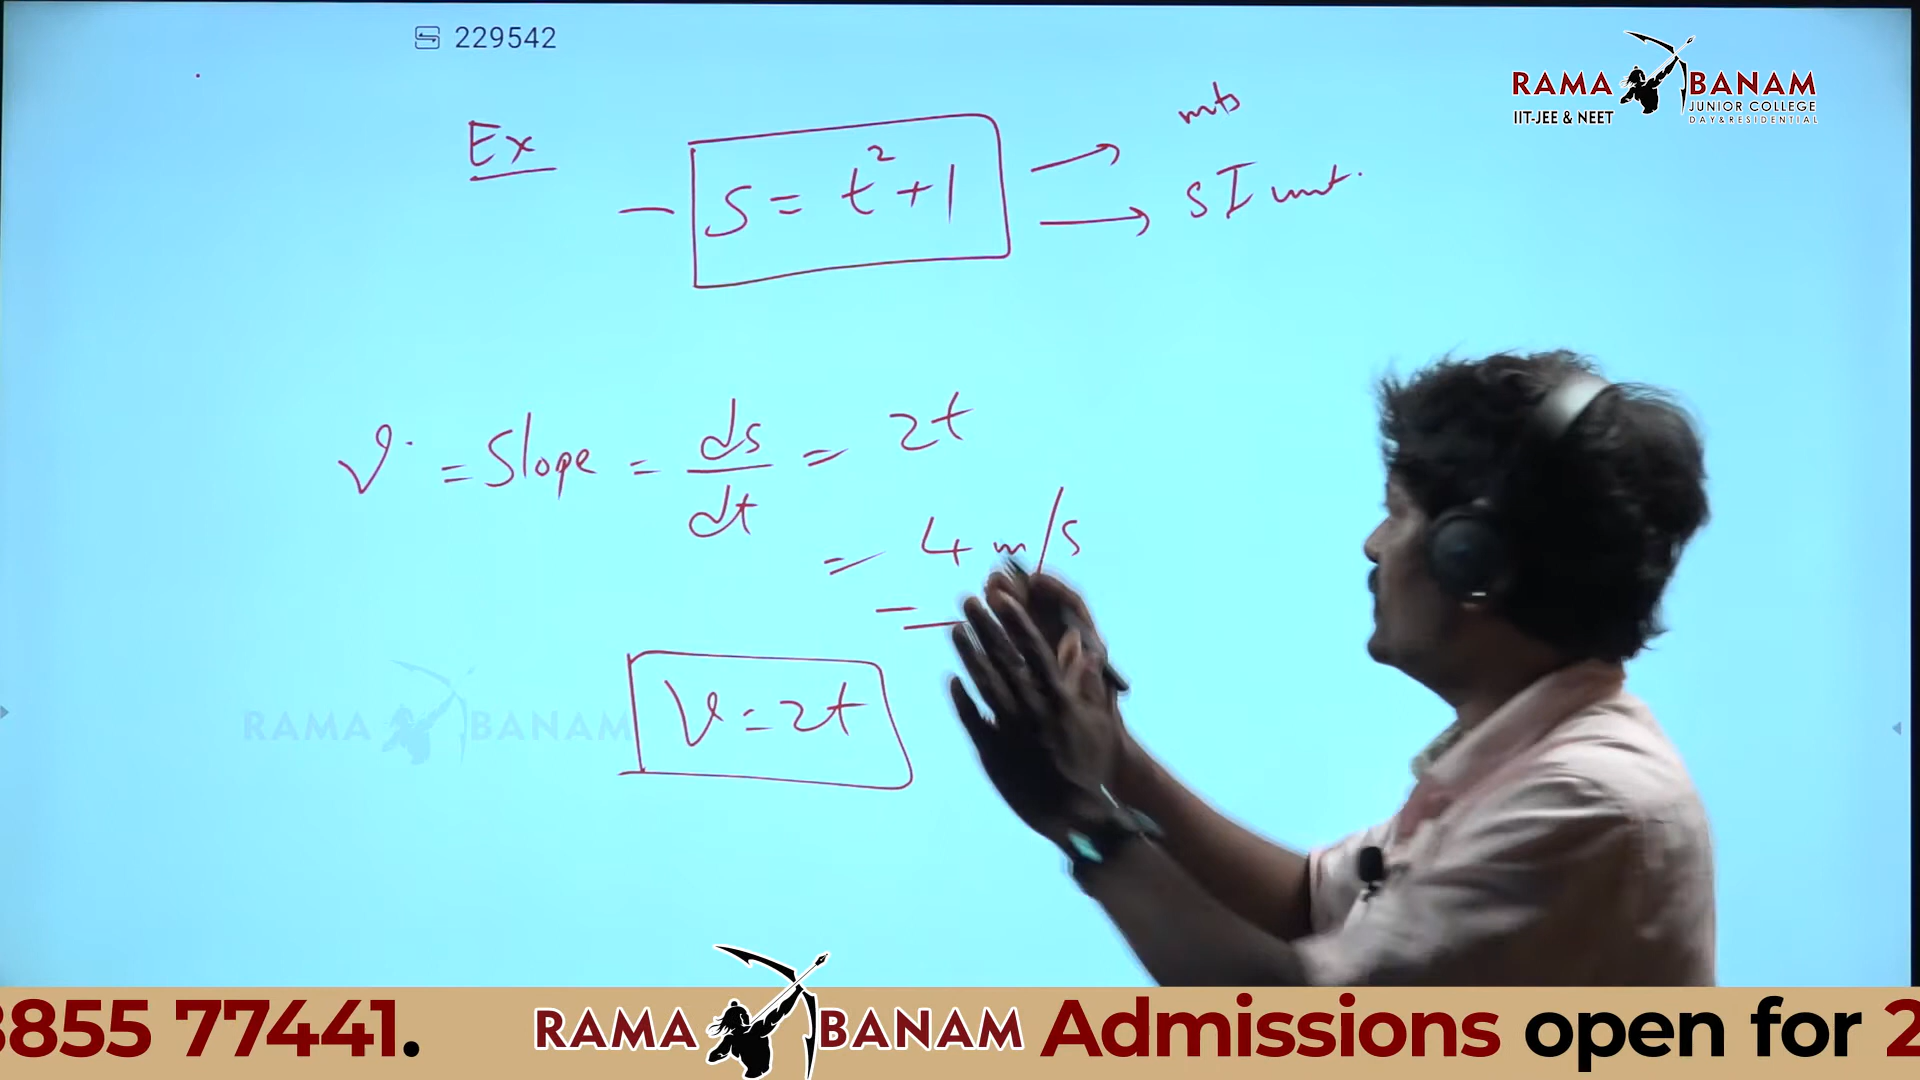 229542
RAMA BANAM
JUNIOR COLLEGE
IIT-JEE & NEET
DAY & RESIDENTIAL
mts
Ex
S = t²+1
SI unit.
v = Slope = ds/dt = 2t
= 4 m/s
V = 2t
RAMA BANAM
8855 77441.
RAMA BANAM
Admissions open for 2